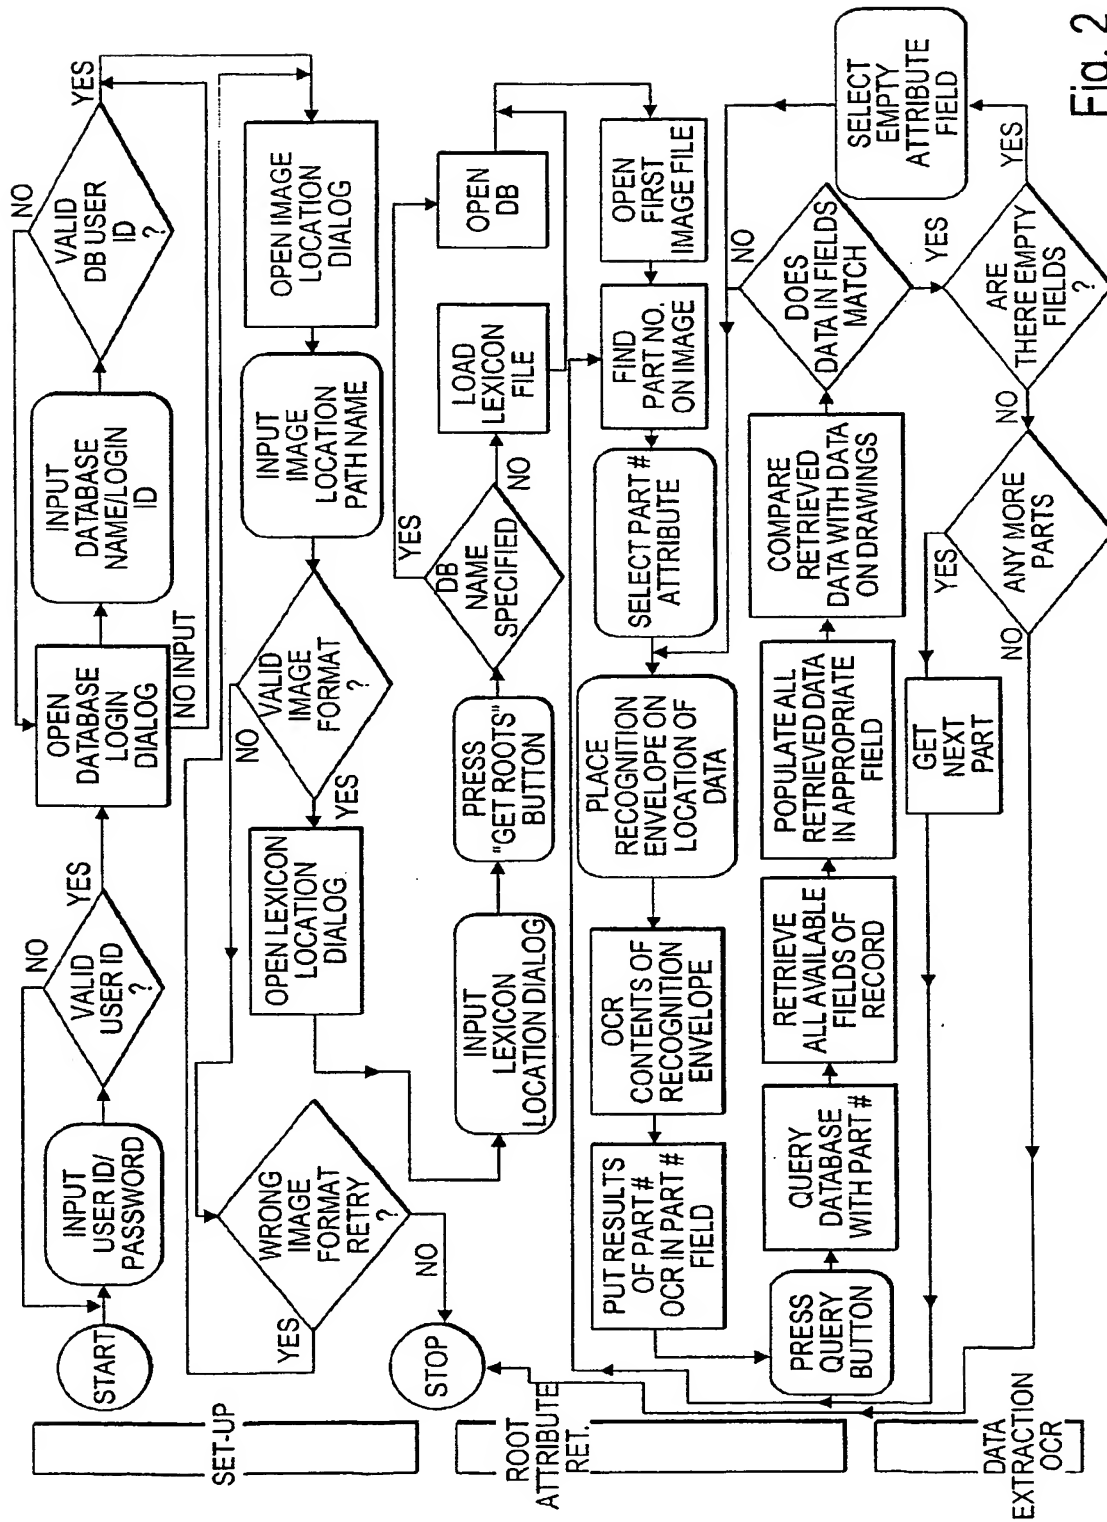 START
INPUT
USER ID/
PASSWORD
VALID
USER ID
?
NO
YES
OPEN
DATABASE
LOGIN
DIALOG
NO INPUT
INPUT
DATABASE
NAME/LOGIN
ID
VALID
DB USER
ID
?
NO
YES
OPEN IMAGE
LOCATION
DIALOG
INPUT
IMAGE
LOCATION
PATH NAME
VALID
IMAGE
FORMAT
?
NO
YES
OPEN LEXICON
LOCATION
DIALOG
WRONG
IMAGE
FORMAT
RETRY
?
YES
NO
STOP
INPUT
LEXICON
LOCATION DIALOG
PRESS
"GET ROOTS"
BUTTON
DB
NAME
SPECIFIED
YES
NO
LOAD
LEXICON
FILE
OPEN
DB
OPEN
FIRST
IMAGE FILE
FIND
PART NO.
ON IMAGE
SELECT PART #
ATTRIBUTE
PLACE
RECOGNITION
ENVELOPE ON
LOCATION OF
DATA
OCR
CONTENTS OF
RECOGNITION
ENVELOPE
PUT RESULTS
OF PART #
OCR IN PART #
FIELD
PRESS
QUERY
BUTTON
QUERY
DATABASE
WITH PART #
RETRIEVE
ALL AVAILABLE
FIELDS OF
RECORD
POPULATE ALL
RETRIEVED DATA
IN APPROPRIATE
FIELD
COMPARE
RETRIEVED
DATA WITH DATA
ON DRAWINGS
DOES
DATA IN FIELDS
MATCH
NO
YES
SELECT
EMPTY
ATTRIBUTE
FIELD
ARE
THERE EMPTY
FIELDS
?
YES
NO
ANY MORE
PARTS
YES
NO
GET
NEXT
PART
SET-UP
ROOT
ATTRIBUTE
RET.
DATA
EXTRACTION
OCR
Fig. 2